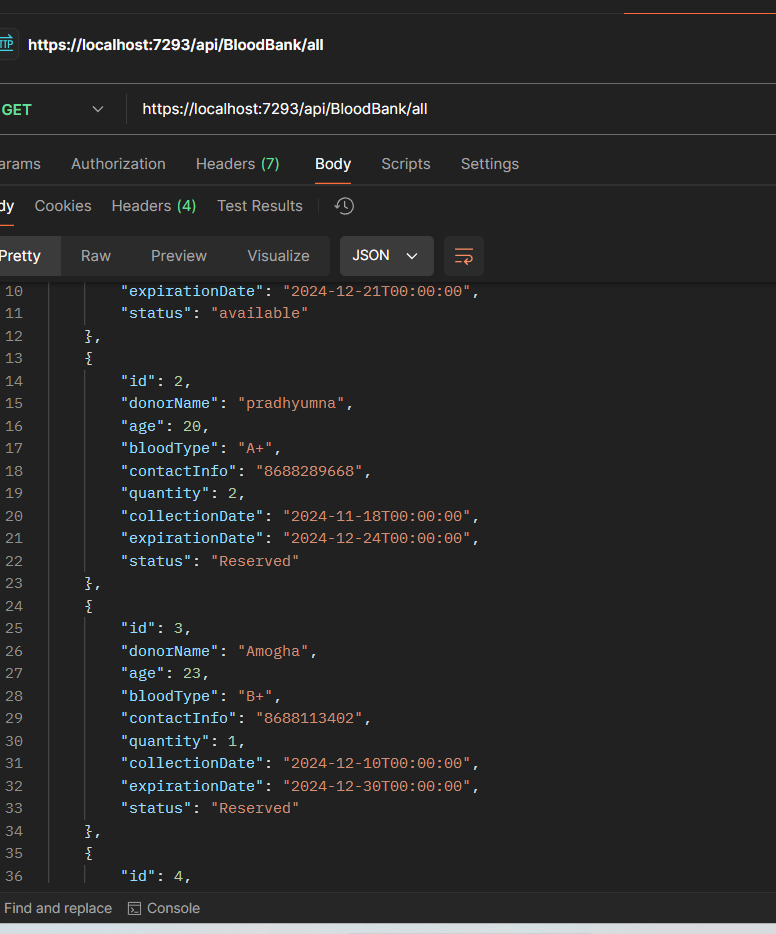 https://localhost:7293/api/BloodBank/all
GET https://localhost:7293/api/BloodBank/all
Authorization Headers (7) Body Scripts Settings
Cookies Headers (4) Test Results
Pretty Raw Preview Visualize JSON
10 "expirationDate": "2024-12-21T00:00:00",
11 "status": "available"
12 },
13 {
14 "id": 2,
15 "donorName": "pradhyumna",
16 "age": 20,
17 "bloodType": "A+",
18 "contactInfo": "8688289668",
19 "quantity": 2,
20 "collectionDate": "2024-11-18T00:00:00",
21 "expirationDate": "2024-12-24T00:00:00",
22 "status": "Reserved"
23 },
24 {
25 "id": 3,
26 "donorName": "Amogha",
27 "age": 23,
28 "bloodType": "B+",
29 "contactInfo": "8688113402",
30 "quantity": 1,
31 "collectionDate": "2024-12-10T00:00:00",
32 "expirationDate": "2024-12-30T00:00:00",
33 "status": "Reserved"
34 },
35 {
36 "id": 4,
Find and replace Console